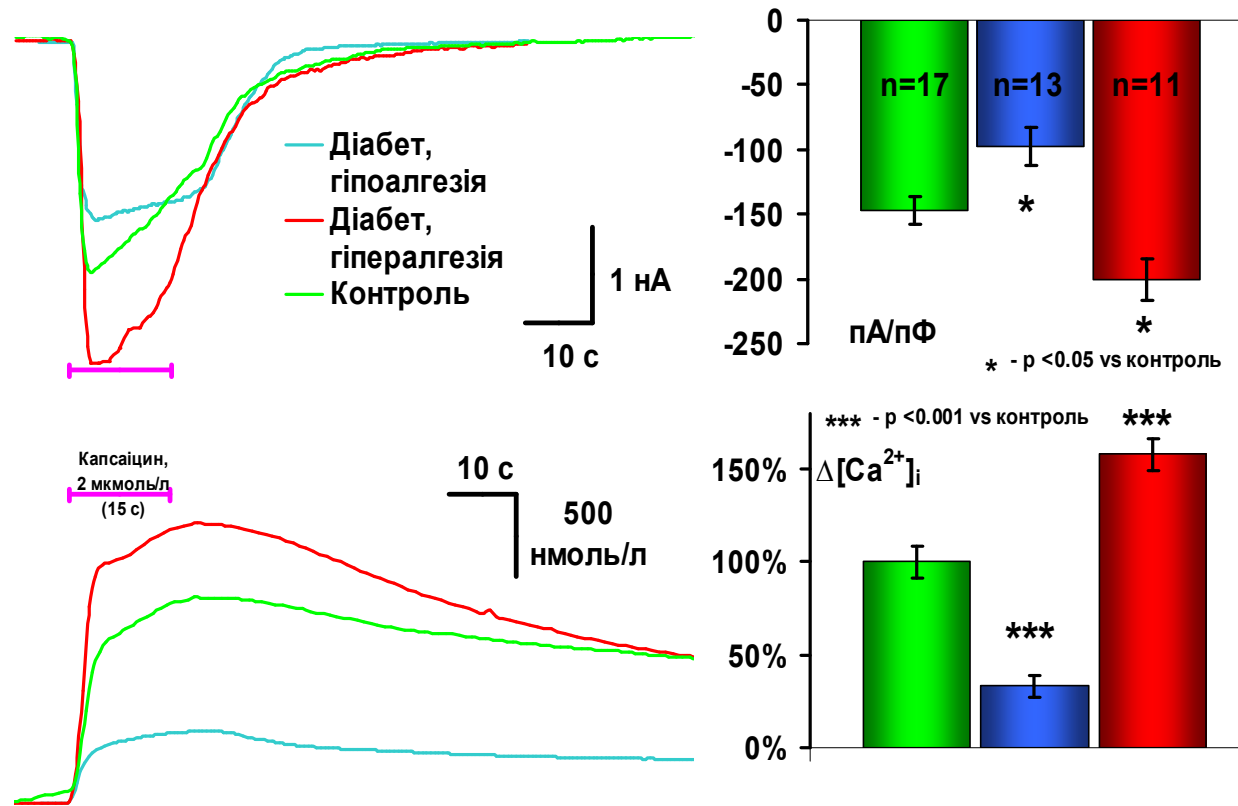 Діабет,
гіпоалгезія
Діабет,
гіпералгезія
Контроль
1 нА
10 с
0
-50
-100
-150
-200
-250
n=17
n=13
n=11
*
*
пА/пФ
* - p <0.05 vs контроль
Капсаїцин,
2 мкмоль/л
(15 с)
10 с
500
нмоль/л
*** - p <0.001 vs контроль
***
Δ[Ca²⁺]i
150%
100%
50%
0%
***